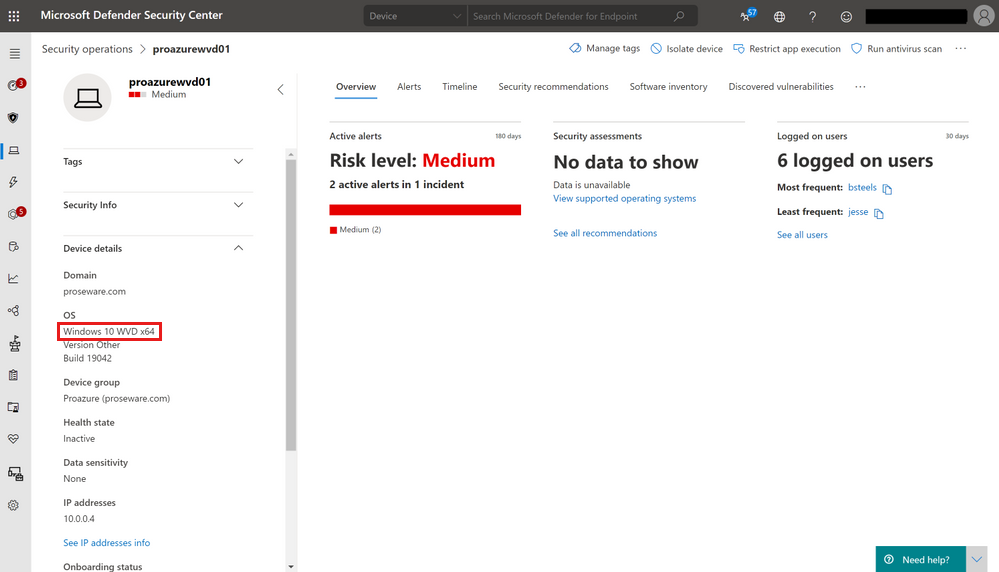 Microsoft Defender Security Center
Device
Search Microsoft Defender for Endpoint
57
?
Security operations > proazurewvd01
Manage tags
Isolate device
Restrict app execution
Run antivirus scan
...
3
5
proazurewvd01
Medium
Tags
Security Info
Device details
Domain
proseware.com
OS
Windows 10 WVD x64
Version Other
Build 19042
Device group
Proazure (proseware.com)
Health state
Inactive
Data sensitivity
None
IP addresses
10.0.0.4
See IP addresses info
Onboarding status
Overview
Alerts
Timeline
Security recommendations
Software inventory
Discovered vulnerabilities
...
Active alerts
180 days
Risk level: Medium
2 active alerts in 1 incident
Medium (2)
Security assessments
No data to show
Data is unavailable
View supported operating systems
See all recommendations
Logged on users
30 days
6 logged on users
Most frequent: bsteels
Least frequent: jesse
See all users
Need help?